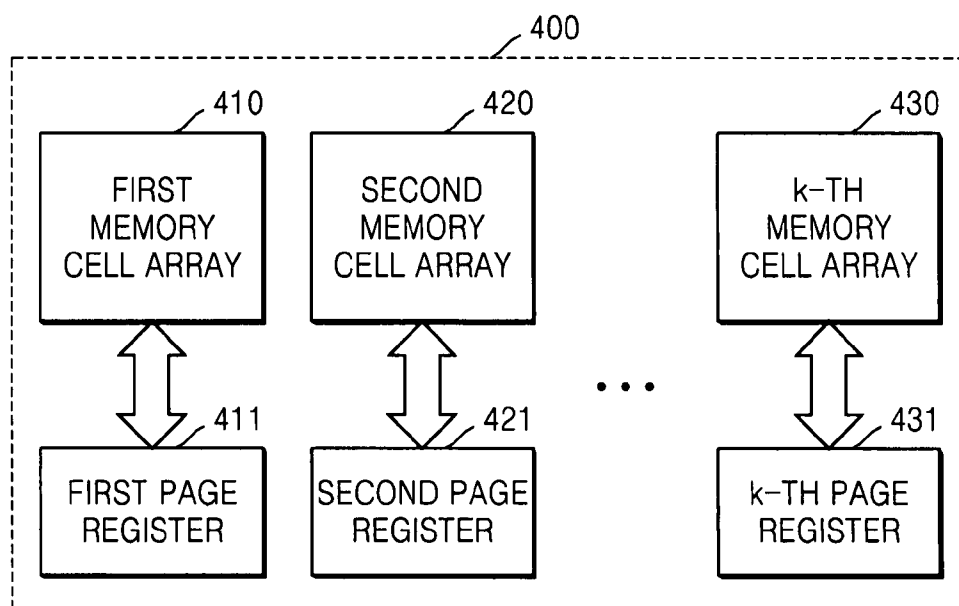 400
410
420
430
FIRST
MEMORY
CELL ARRAY
SECOND
MEMORY
CELL ARRAY
k-TH
MEMORY
CELL ARRAY
...
411
421
431
FIRST PAGE
REGISTER
SECOND PAGE
REGISTER
k-TH PAGE
REGISTER